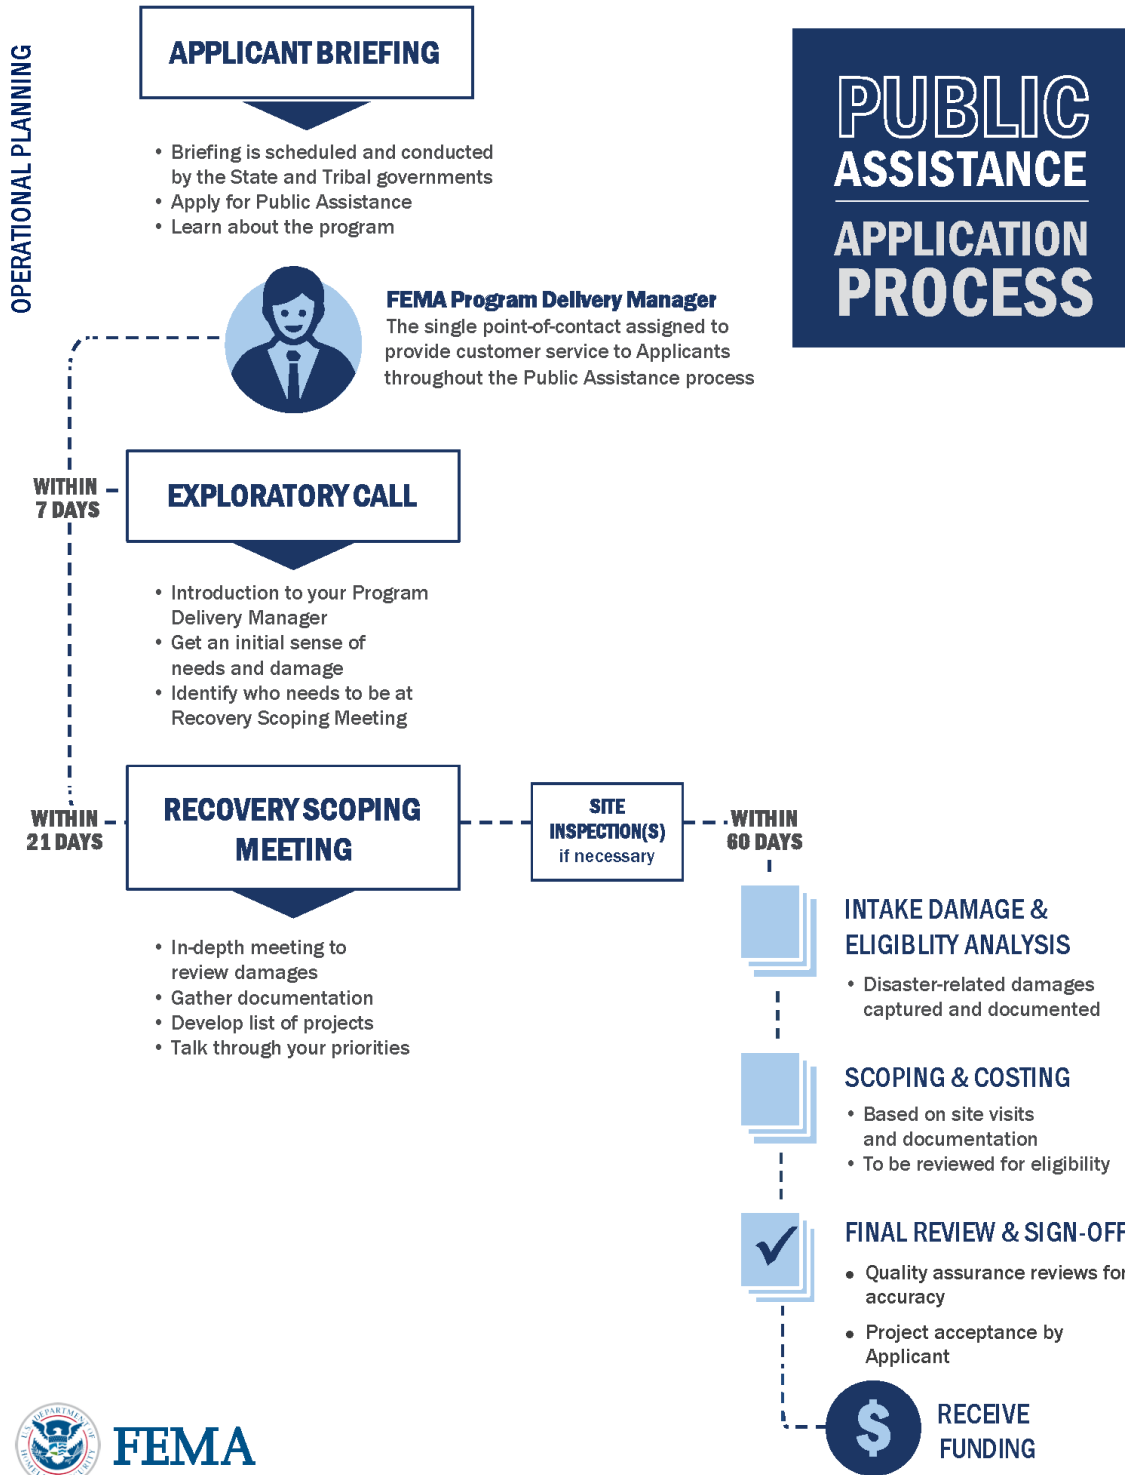 OPERATIONAL PLANNING
APPLICANT BRIEFING
• Briefing is scheduled and conducted
by the State and Tribal governments
• Apply for Public Assistance
• Learn about the program
PUBLIC
ASSISTANCE
APPLICATION
PROCESS
FEMA Program Delivery Manager
The single point-of-contact assigned to
provide customer service to Applicants
throughout the Public Assistance process
WITHIN
7 DAYS
EXPLORATORY CALL
• Introduction to your Program
Delivery Manager
• Get an initial sense of
needs and damage
• Identify who needs to be at
Recovery Scoping Meeting
WITHIN
21 DAYS
RECOVERY SCOPING
MEETING
• In-depth meeting to
review damages
• Gather documentation
• Develop list of projects
• Talk through your priorities
SITE
INSPECTION(S)
if necessary
WITHIN
60 DAYS
INTAKE DAMAGE &
ELIGIBLITY ANALYSIS
• Disaster-related damages
captured and documented
SCOPING & COSTING
• Based on site visits
and documentation
• To be reviewed for eligibility
FINAL REVIEW & SIGN-OFF
• Quality assurance reviews for
accuracy
• Project acceptance by
Applicant
$
RECEIVE
FUNDING
U.S. DEPARTMENT OF
HOMELAND SECURITY
FEMA